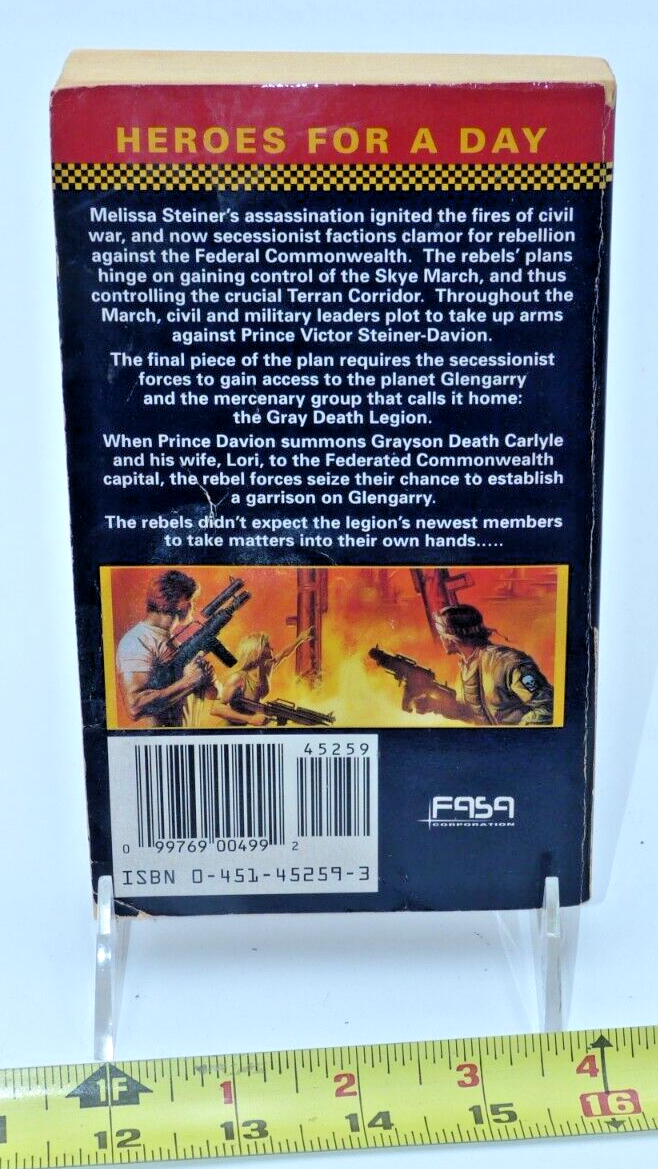 HEROES FOR A DAY
Melissa Steiner's assassination ignited the fires of civil
war, and now secessionist factions clamor for rebellion
against the Federal Commonwealth. The rebels' plans
hinge on gaining control of the Skye March, and thus
controlling the crucial Terran Corridor. Throughout the
March, civil and military leaders plot to take up arms
against Prince Victor Steiner-Davion.
The final piece of the plan requires the secessionist
forces to gain access to the planet Glengarry
and the mercenary group that calls it home:
the Gray Death Legion.
When Prince Davion summons Grayson Death Carlyle
and his wife, Lori, to the Federated Commonwealth
capital, the rebel forces seize their chance to establish
a garrison on Glengarry.
The rebels didn't expect the legion's newest members
to take matters into their own hands.....
45259
0 99769 00499 2
ISBN 0-451-45259-3
FASA
CORPORATION
1F 1 2 3 4
12 13 14 15 16